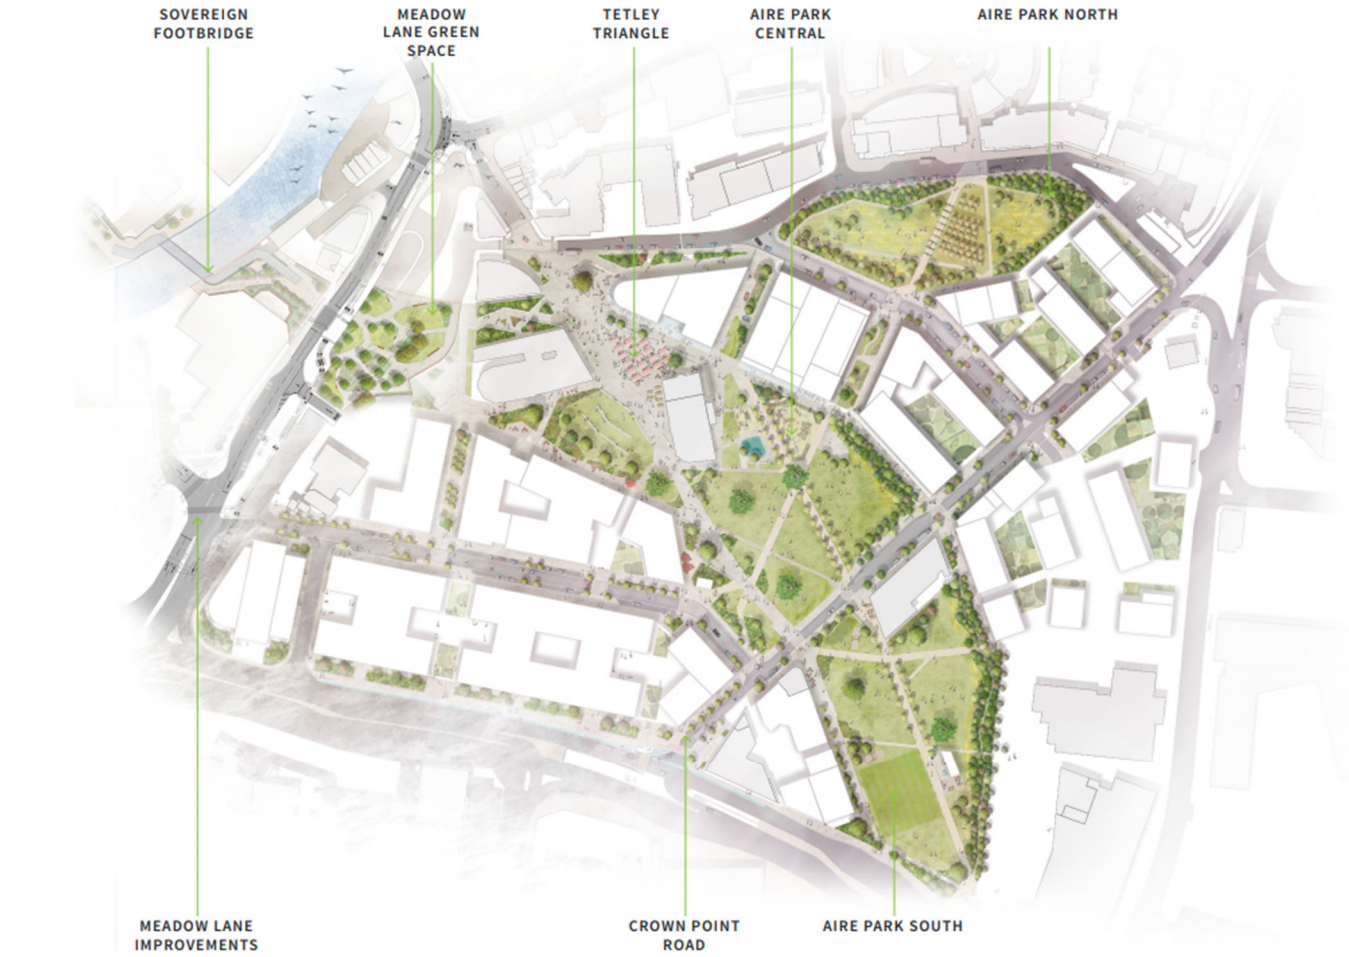 SOVEREIGN
FOOTBRIDGE
MEADOW
LANE GREEN
SPACE
TETLEY
TRIANGLE
AIRE PARK
CENTRAL
AIRE PARK NORTH
MEADOW LANE
IMPROVEMENTS
CROWN POINT
ROAD
AIRE PARK SOUTH